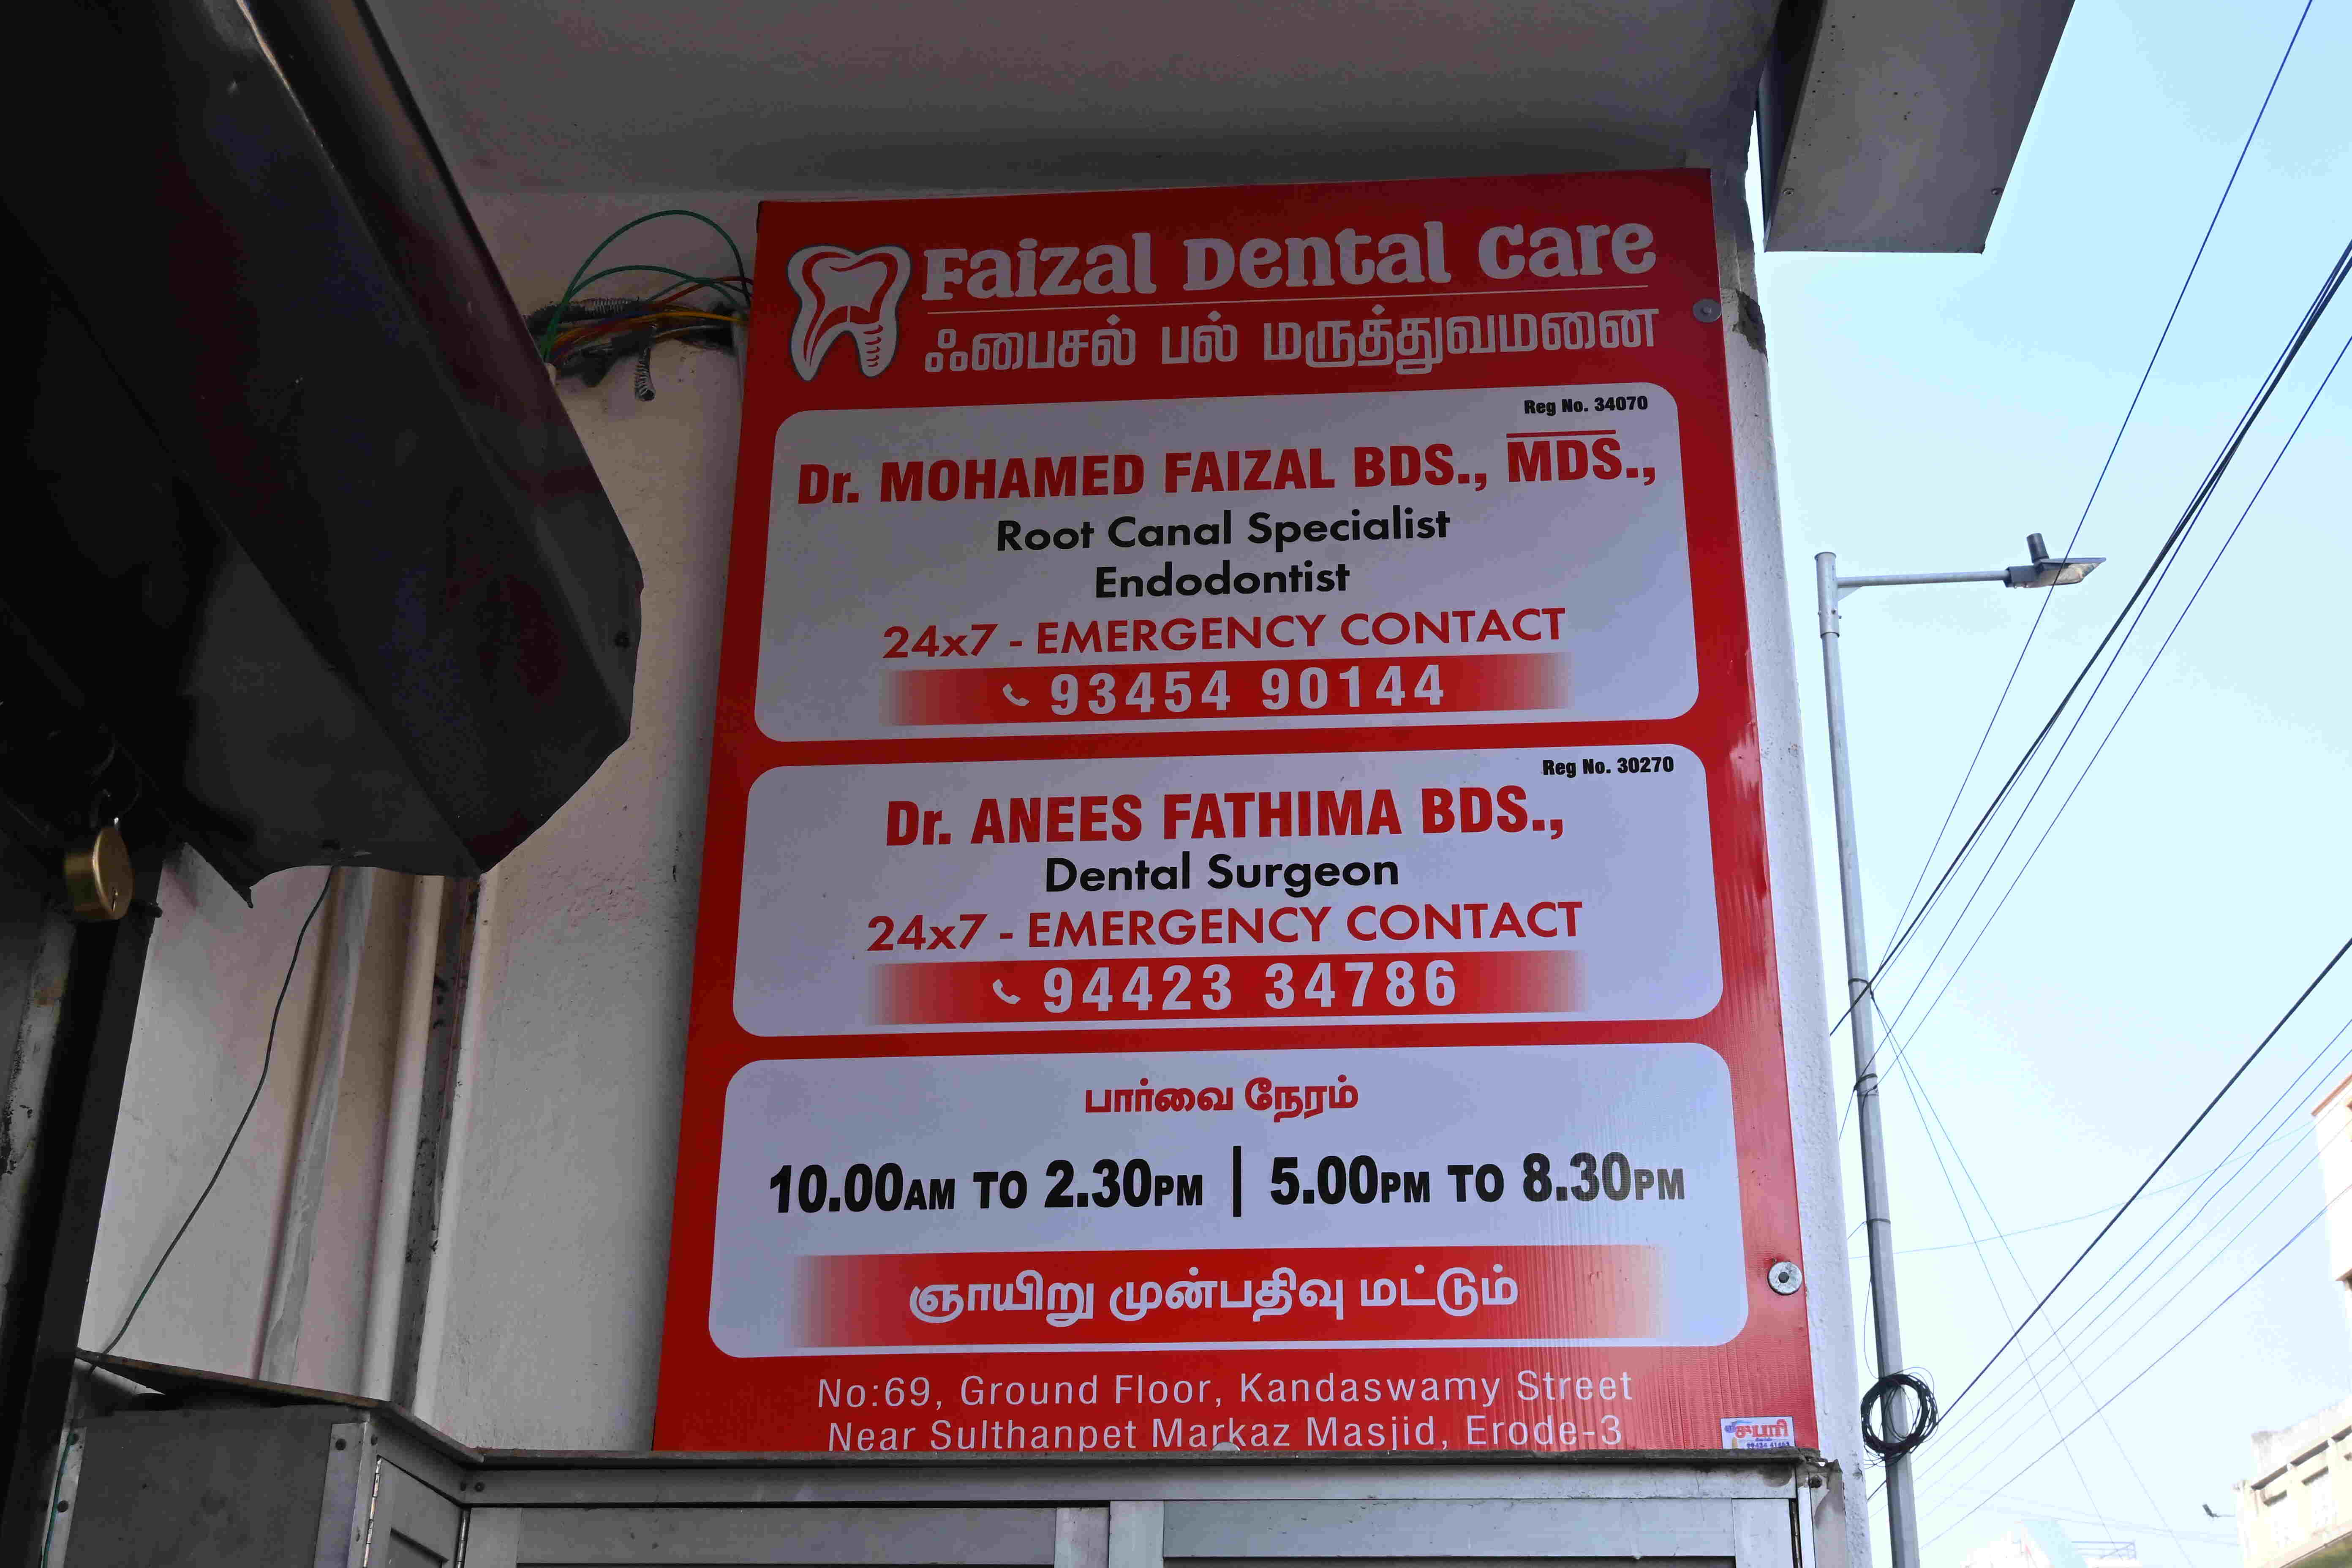 Faizal Dental Care
ஃபைசல் பல் மருத்துவமனை
Reg No. 34070
Dr. MOHAMED FAIZAL BDS., MDS.,
Root Canal Specialist
Endodontist
24x7 - EMERGENCY CONTACT
93454 90144
Reg No. 30270
Dr. ANEES FATHIMA BDS.,
Dental Surgeon
24x7 - EMERGENCY CONTACT
94423 34786
பார்வை நேரம்
10.00AM TO 2.30PM | 5.00PM TO 8.30PM
ஞாயிறு முன்பதிவு மட்டும்
No:69, Ground Floor, Kandaswamy Street
Near Sulthanpet Markaz Masjid, Erode-3